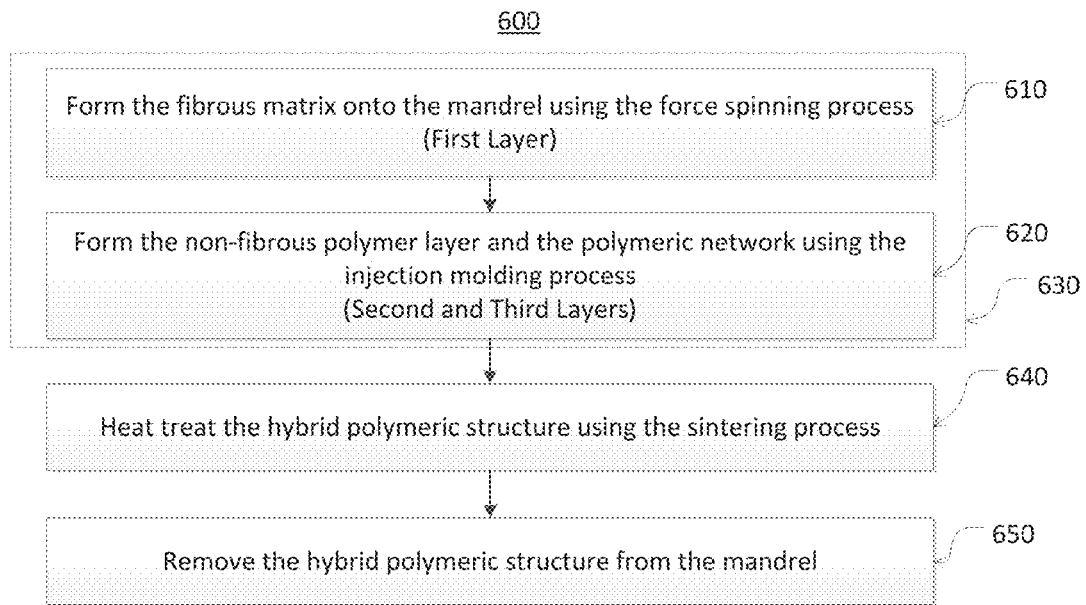 600
Form the fibrous matrix onto the mandrel using the force spinning process
(First Layer)
610
Form the non-fibrous polymer layer and the polymeric network using the
injection molding process
(Second and Third Layers)
620
630
Heat treat the hybrid polymeric structure using the sintering process
640
Remove the hybrid polymeric structure from the mandrel
650